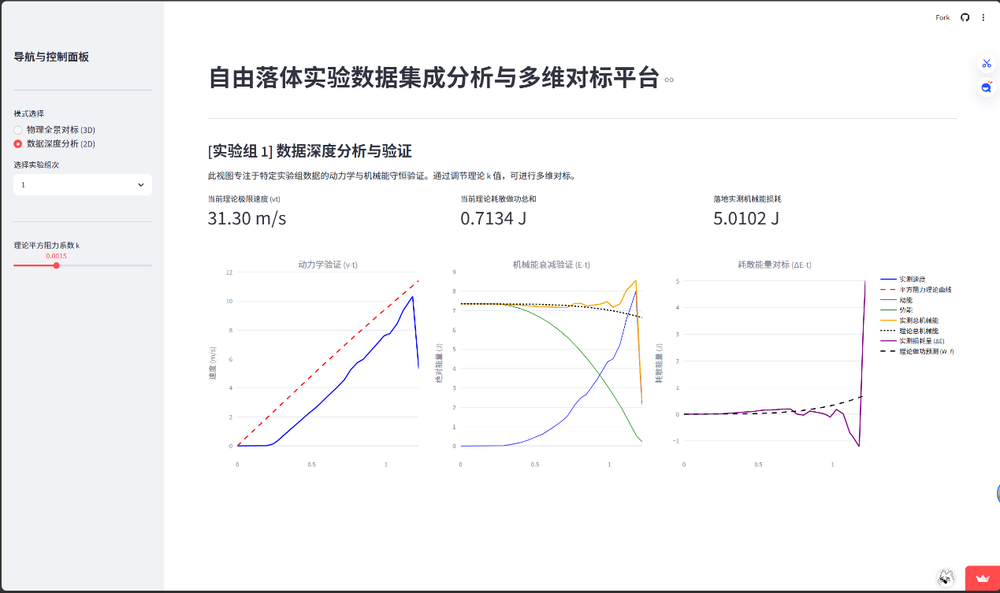 Fork
导航与控制面板
自由落体实验数据集成分析与多维对标平台
模式选择
物理全景对标 (3D)
数据深度分析 (2D)
选择实验组次
1
理论平方阻力系数 k
0.0015
[实验组 1] 数据深度分析与验证
此视图专注于特定实验组数据的动力学与机械能守恒验证。通过调节理论 k 值，可进行多维对标。
当前理论极限速度 (vt)
31.30 m/s
当前理论耗散做功总和
0.7134 J
落地实测机械能损耗
5.0102 J
动力学验证 (v-t)
速度 (m/s)
12
10
8
6
4
2
0
0 0.5 1
机械能衰减验证 (E-t)
绝对能量 (J)
9
8
7
6
5
4
3
2
1
0
0 0.5 1
耗散能量对标 (ΔE-t)
耗散能量 (J)
5
4
3
2
1
0
−1
0 0.5 1
实测速度
平方阻力理论曲线
动能
势能
实测总机械能
理论总机械能
实测损耗量 (ΔE)
理论做功预测 (W_f)